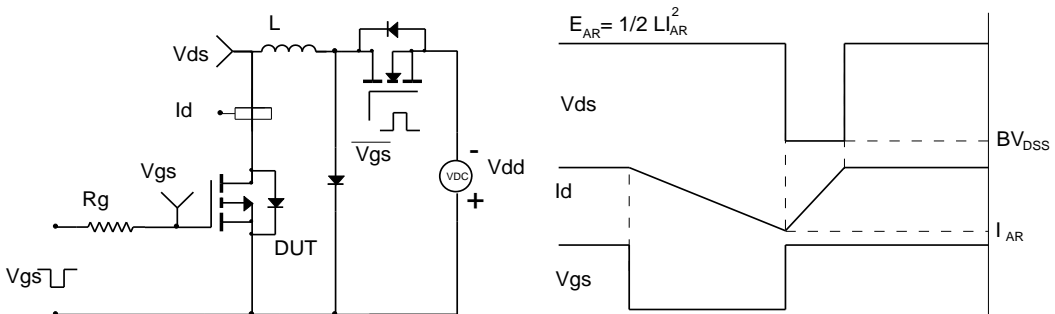 L
Vds
Id
Vgs
Rg
DUT
Vgs
Vgs
VDC
-
+
Vdd
E_AR= 1/2 LI_AR^2
Vds
BV_DSS
Id
I_AR
Vgs